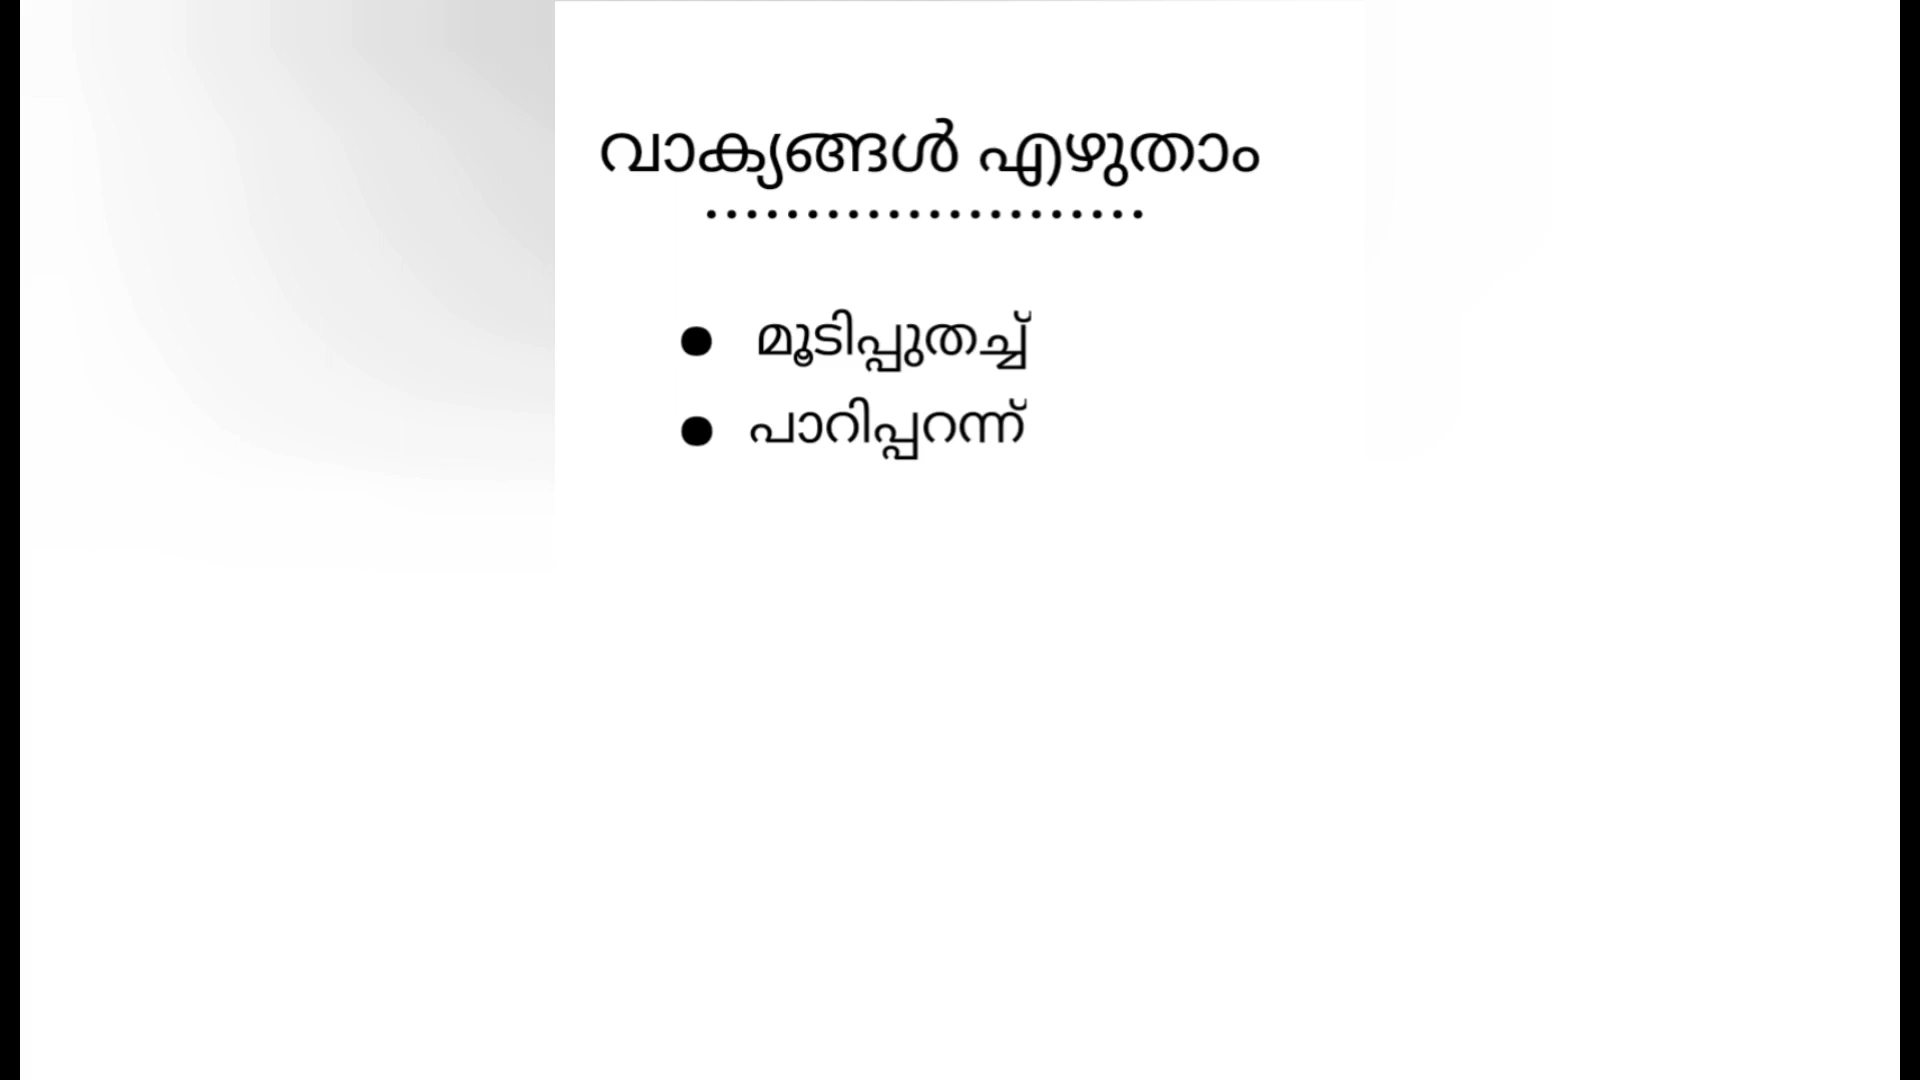 വാക്യങ്ങൾ എഴുതാം
......................
● മൂടിപ്പുതച്ച്
● പാറിപ്പറന്ന്